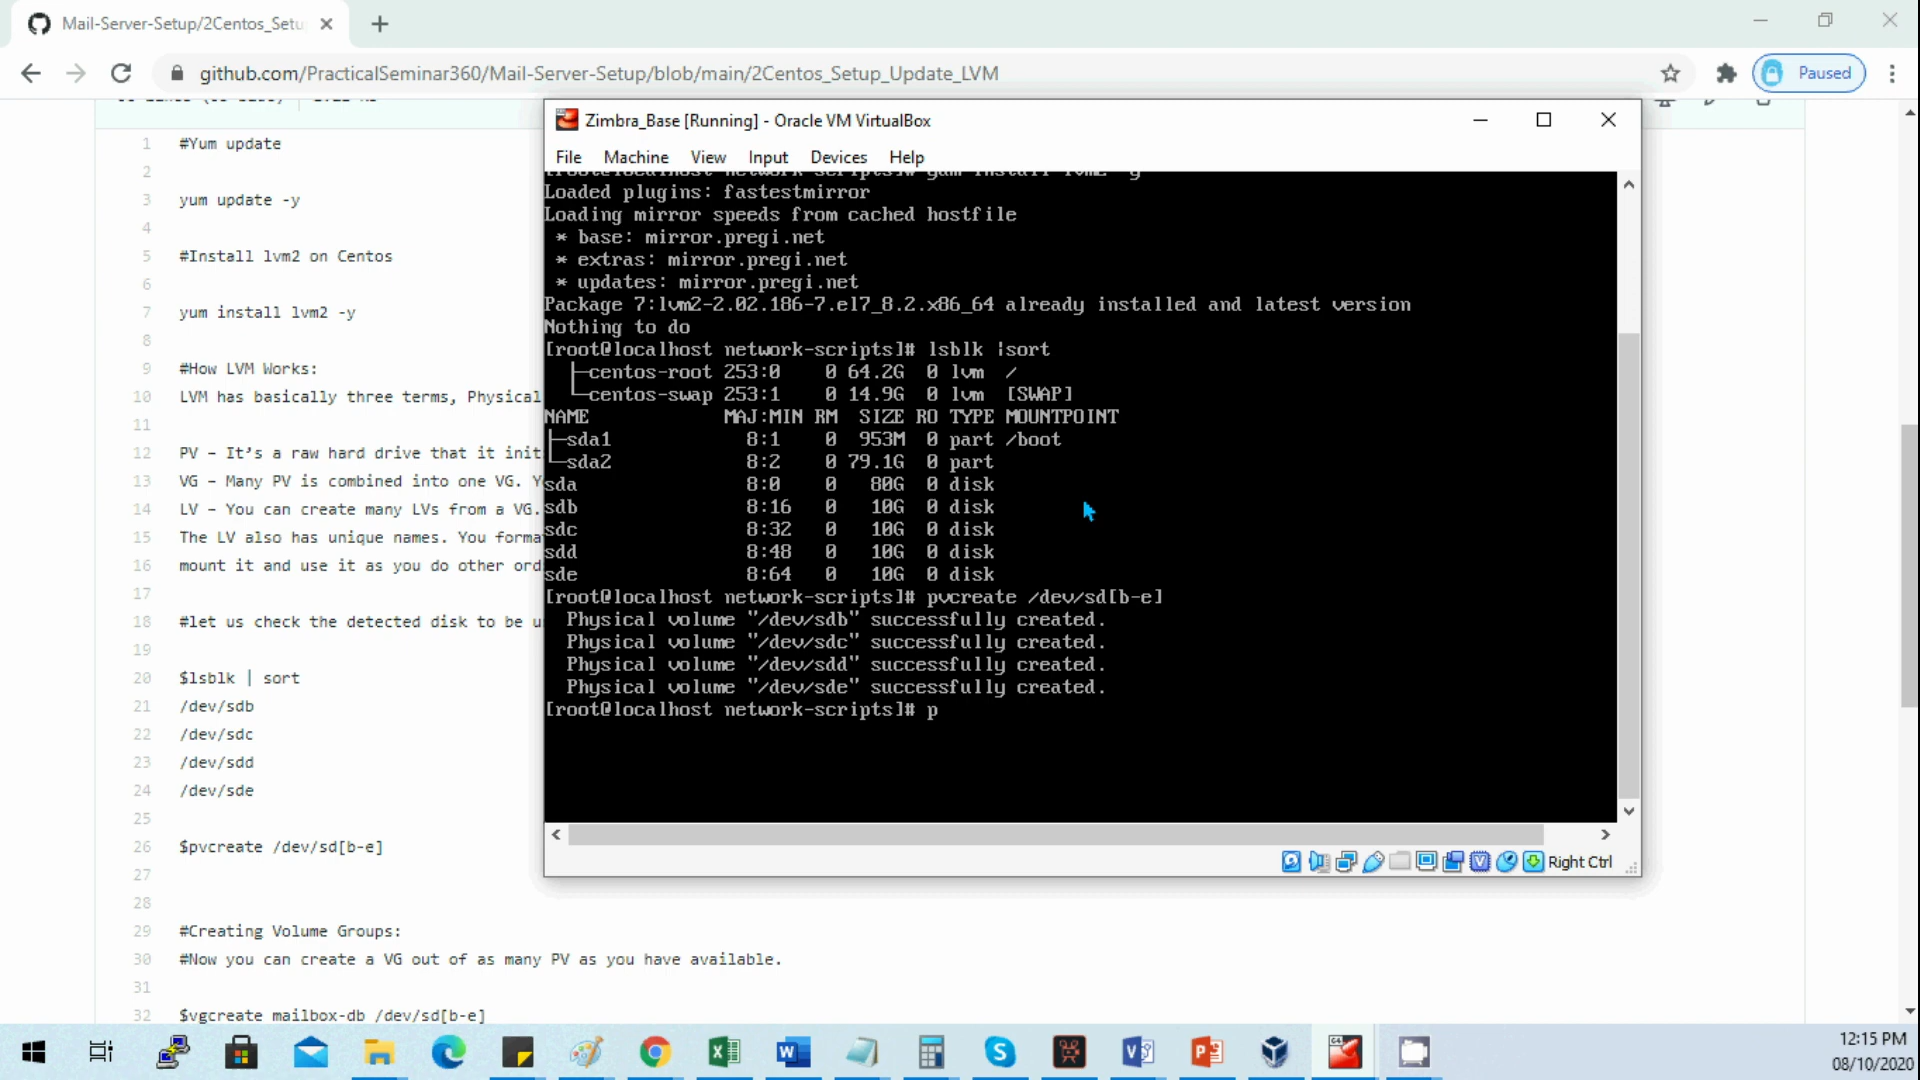 Mail-Server-Setup/2Centos_Setu
github.com/PracticalSeminar360/Mail-Server-Setup/blob/main/2Centos_Setup_Update_LVM
Paused
1 #Yum update
2
3 yum update -y
4
5 #Install lvm2 on Centos
6
7 yum install lvm2 -y
8
9 #How LVM Works:
10 LVM has basically three terms, Physical
11
12 PV – It's a raw hard drive that it init
13 VG – Many PV is combined into one VG. Y
14 LV – You can create many LVs from a VG.
15 The LV also has unique names. You forma
16 mount it and use it as you do other ord
17
18 #let us check the detected disk to be u
19
20 $lsblk | sort
21 /dev/sdb
22 /dev/sdc
23 /dev/sdd
24 /dev/sde
25
26 $pvcreate /dev/sd[b-e]
27
28
29 #Creating Volume Groups:
30 #Now you can create a VG out of as many PV as you have available.
31
32 $vgcreate mailbox-db /dev/sd[b-e]
Zimbra_Base [Running] - Oracle VM VirtualBox
File Machine View Input Devices Help
[root@localhost network-scripts]# yum install lvm2 -y
Loaded plugins: fastestmirror
Loading mirror speeds from cached hostfile
* base: mirror.pregi.net
* extras: mirror.pregi.net
* updates: mirror.pregi.net
Package 7:lvm2-2.02.186-7.el7_8.2.x86_64 already installed and latest version
Nothing to do
[root@localhost network-scripts]# lsblk |sort
├─centos-root 253:0 0 64.2G 0 lvm /
└─centos-swap 253:1 0 14.9G 0 lvm [SWAP]
NAME MAJ:MIN RM SIZE RO TYPE MOUNTPOINT
├─sda1 8:1 0 953M 0 part /boot
└─sda2 8:2 0 79.1G 0 part
sda 8:0 0 80G 0 disk
sdb 8:16 0 10G 0 disk
sdc 8:32 0 10G 0 disk
sdd 8:48 0 10G 0 disk
sde 8:64 0 10G 0 disk
[root@localhost network-scripts]# pvcreate /dev/sd[b-e]
Physical volume "/dev/sdb" successfully created.
Physical volume "/dev/sdc" successfully created.
Physical volume "/dev/sdd" successfully created.
Physical volume "/dev/sde" successfully created.
[root@localhost network-scripts]# p
Right Ctrl
12:15 PM
08/10/2020